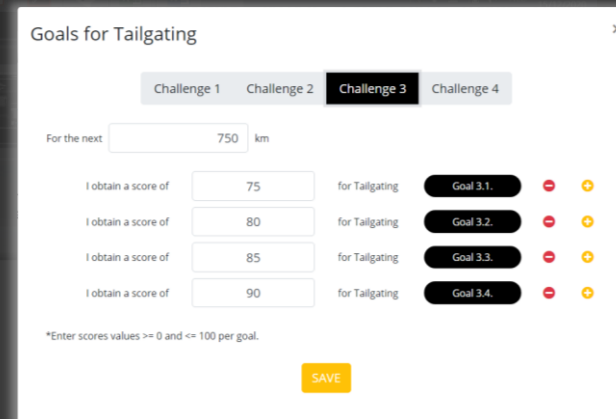 Goals for Tailgating
Challenge 1 Challenge 2 Challenge 3 Challenge 4
For the next 750 km
I obtain a score of 75 for Tailgating Goal 3.1.
I obtain a score of 80 for Tailgating Goal 3.2.
I obtain a score of 85 for Tailgating Goal 3.3.
I obtain a score of 90 for Tailgating Goal 3.4.
*Enter scores values >= 0 and <= 100 per goal.
SAVE